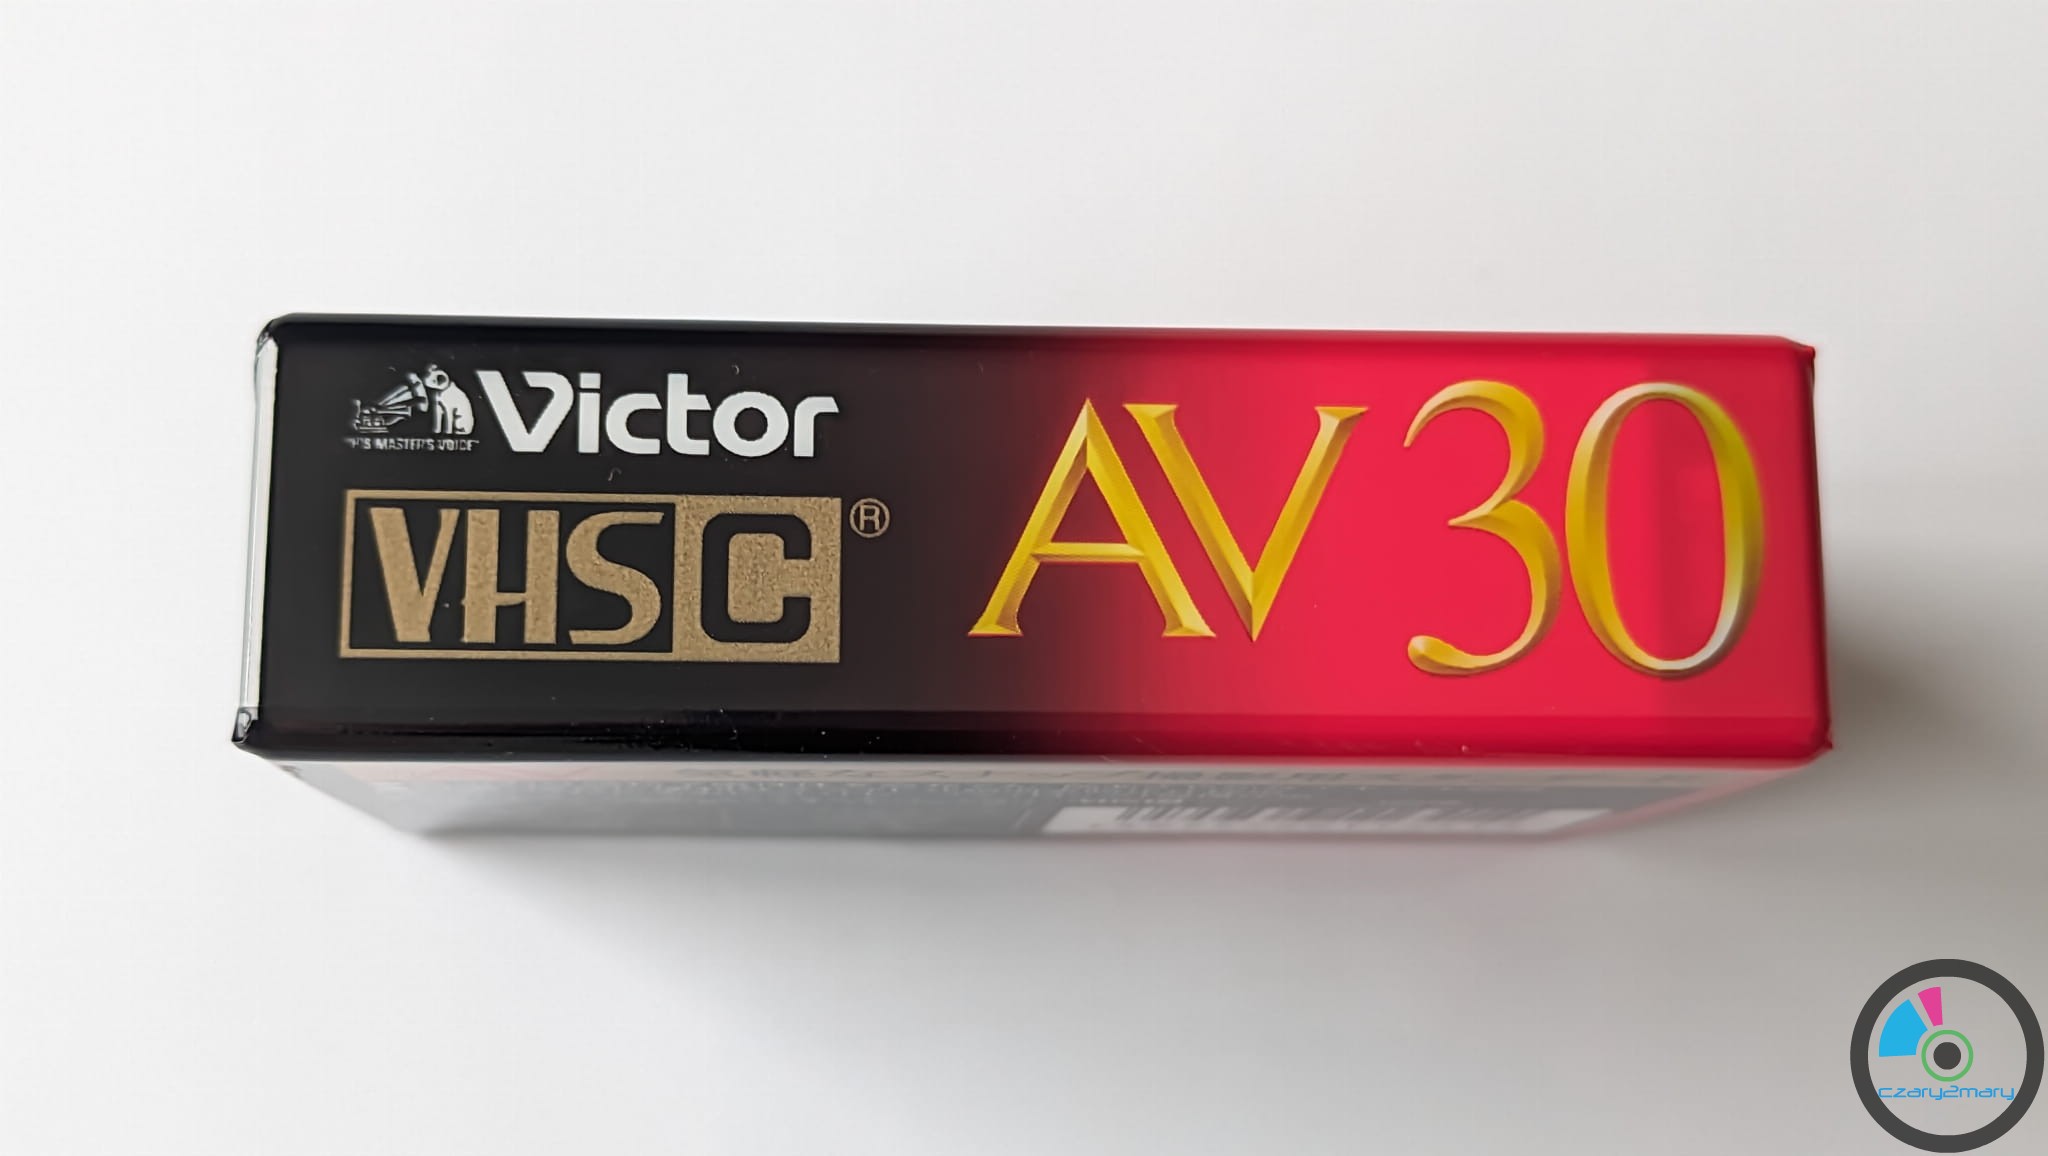 "HIS MASTER'S VOICE"
Victor
VHS C ®
AV 30
czary2mary